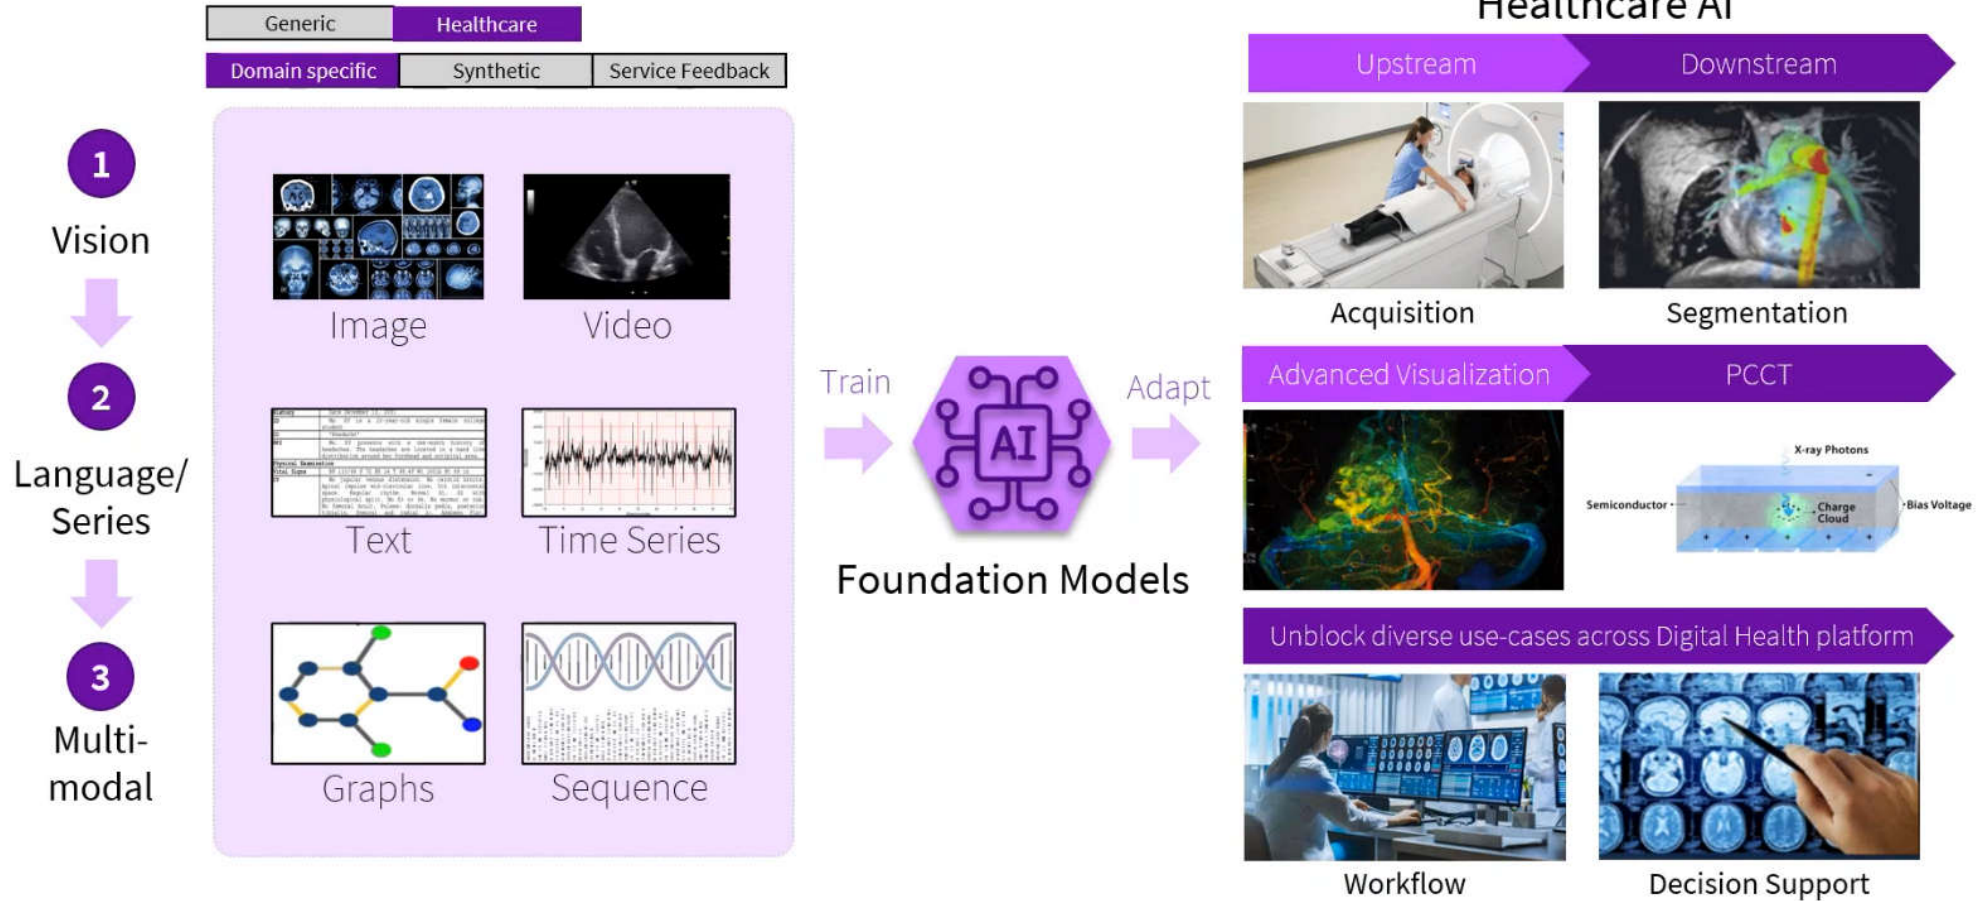 Generic
Healthcare
Domain specific
Synthetic
Service Feedback
1
Vision
2
Language/
Series
3
Multi-
modal
Image
Video
Text
Time Series
Graphs
Sequence
Train
AI
Adapt
Foundation Models
Healthcare AI
Upstream
Downstream
Acquisition
Segmentation
Advanced Visualization
PCCT
X-ray Photons
Semiconductor
Charge
Cloud
Bias Voltage
Unblock diverse use-cases across Digital Health platform
Workflow
Decision Support